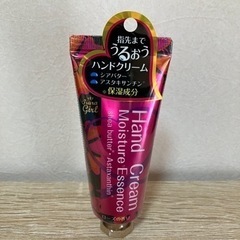 指先まで
うるおう
ハンドクリーム
シアバター
アスタキサンチン
保湿成分
Girl
Hand Cream
Moisture Essence
Shea butter・Astaxanthin